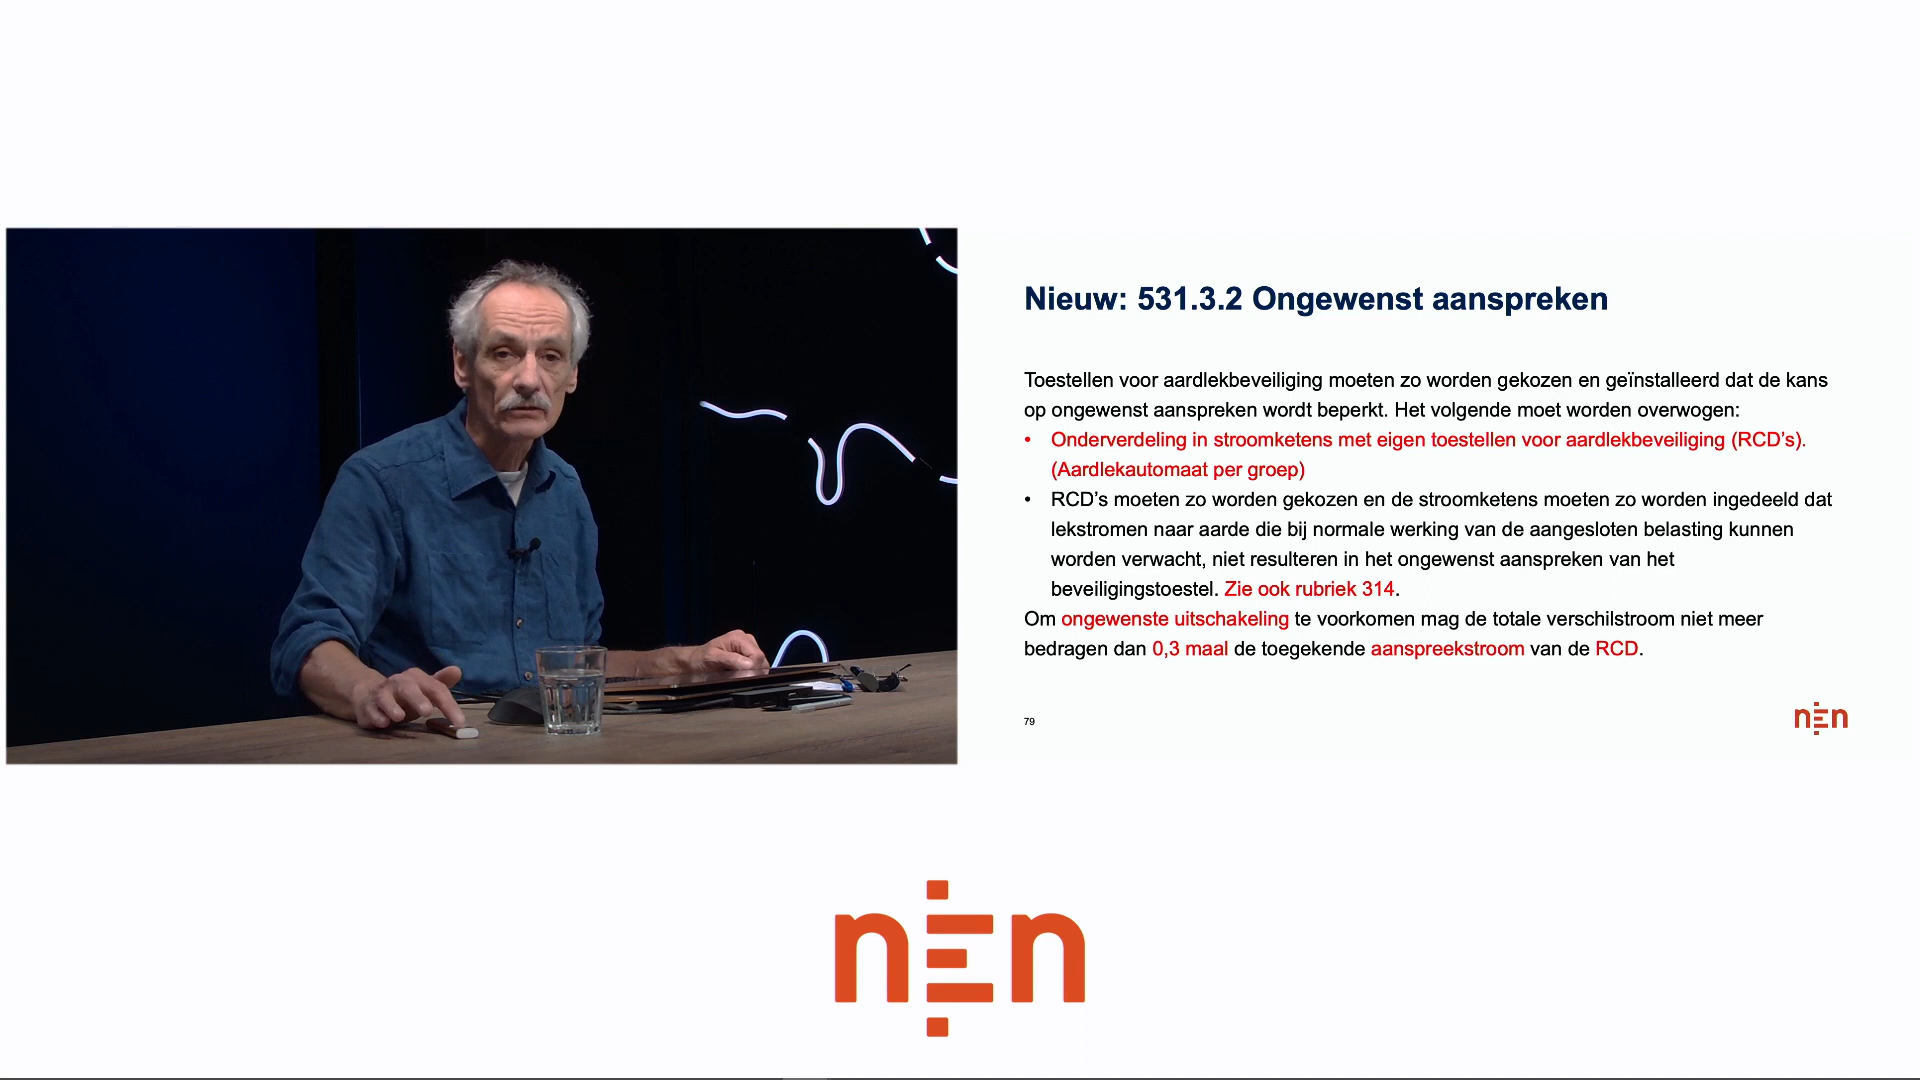 Nieuw: 531.3.2 Ongewenst aanspreken
Toestellen voor aardlekbeveiliging moeten zo worden gekozen en geïnstalleerd dat de kans
op ongewenst aanspreken wordt beperkt. Het volgende moet worden overwogen:
• Onderverdeling in stroomketens met eigen toestellen voor aardlekbeveiliging (RCD’s).
(Aardlekautomaat per groep)
• RCD’s moeten zo worden gekozen en de stroomketens moeten zo worden ingedeeld dat
lekstromen naar aarde die bij normale werking van de aangesloten belasting kunnen
worden verwacht, niet resulteren in het ongewenst aanspreken van het
beveiligingstoestel. Zie ook rubriek 314.
Om ongewenste uitschakeling te voorkomen mag de totale verschilstroom niet meer
bedragen dan 0,3 maal de toegekende aanspreekstroom van de RCD.
79
nen
nen